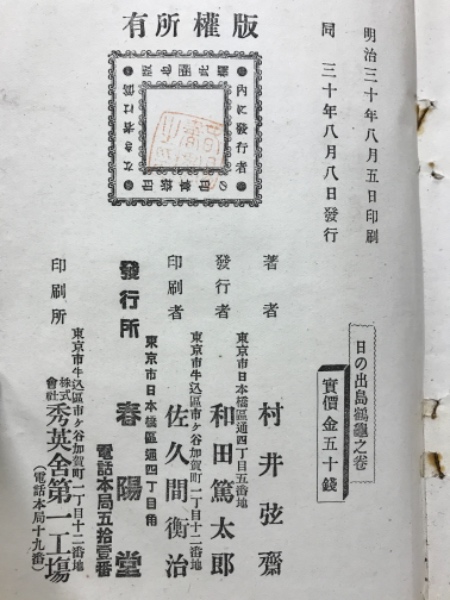 明治三十年八月五日印刷
同 三十年八月八日發行
版權所有
内に發行者
日の出島鶴龜之卷
實價金五十錢
著者 村井弦齋
東京市日本橋區通四丁目五番地
發行者 和田篤太郎
東京市牛込區市ヶ谷加賀町一丁目十二番地
印刷者 佐久間衡治
東京市日本橋區通四丁目角
發行所 春陽堂
電話本局五拾壹番
東京市牛込區市ヶ谷加賀町一丁目十二番地
印刷所 株式會社秀英舍第一工場
(電話本局十九番)